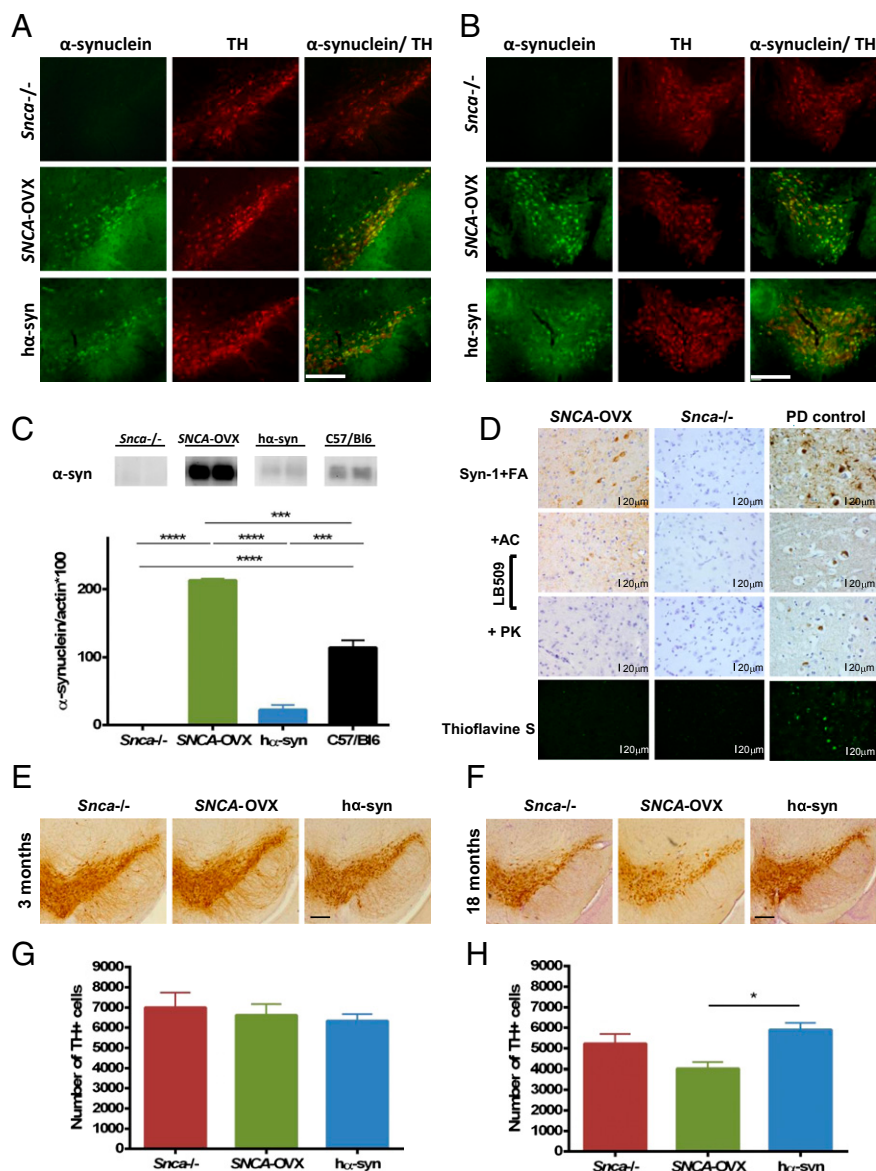 A
α-synuclein TH α-synuclein/ TH
Snca-/-
SNCA-OVX
hα-syn
B
α-synuclein TH α-synuclein/ TH
Snca-/-
SNCA-OVX
hα-syn
C
Snca-/- SNCA-OVX hα-syn C57/Bl6
α-syn
*** 
**** **** ***
****
α-synuclein/actin*100
200
100
0
Snca-/- SNCA-OVX hα-syn C57/Bl6
D
SNCA-OVX Snca-/- PD control
Syn-1+FA
20μm 20μm 20μm
+AC
LB509
20μm 20μm 20μm
+ PK
20μm 20μm 20μm
Thioflavine S
20μm 20μm 20μm
E
Snca-/- SNCA-OVX hα-syn
3 months
F
Snca-/- SNCA-OVX hα-syn
18 months
G
Number of TH+ cells
9000
8000
7000
6000
5000
4000
3000
2000
1000
0
Snca-/- SNCA-OVX hα-syn
H
Number of TH+ cells
9000
8000
7000
6000
5000
4000
3000
2000
1000
0
*
Snca-/- SNCA-OVX hα-syn